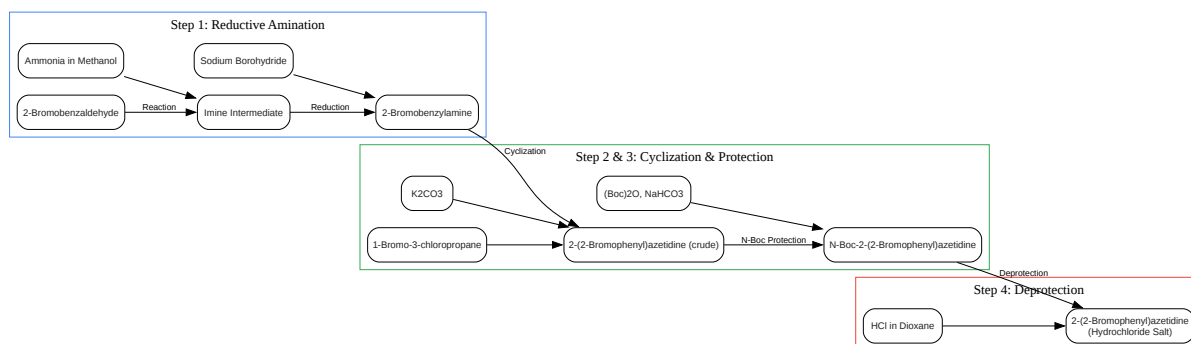 Step 1: Reductive Amination
Ammonia in Methanol
Sodium Borohydride
2-Bromobenzaldehyde
Reaction
Imine Intermediate
Reduction
2-Bromobenzylamine
Cyclization
Step 2 & 3: Cyclization & Protection
K2CO3
(Boc)2O, NaHCO3
1-Bromo-3-chloropropane
2-(2-Bromophenyl)azetidine (crude)
N-Boc Protection
N-Boc-2-(2-Bromophenyl)azetidine
Deprotection
Step 4: Deprotection
HCl in Dioxane
2-(2-Bromophenyl)azetidine
(Hydrochloride Salt)